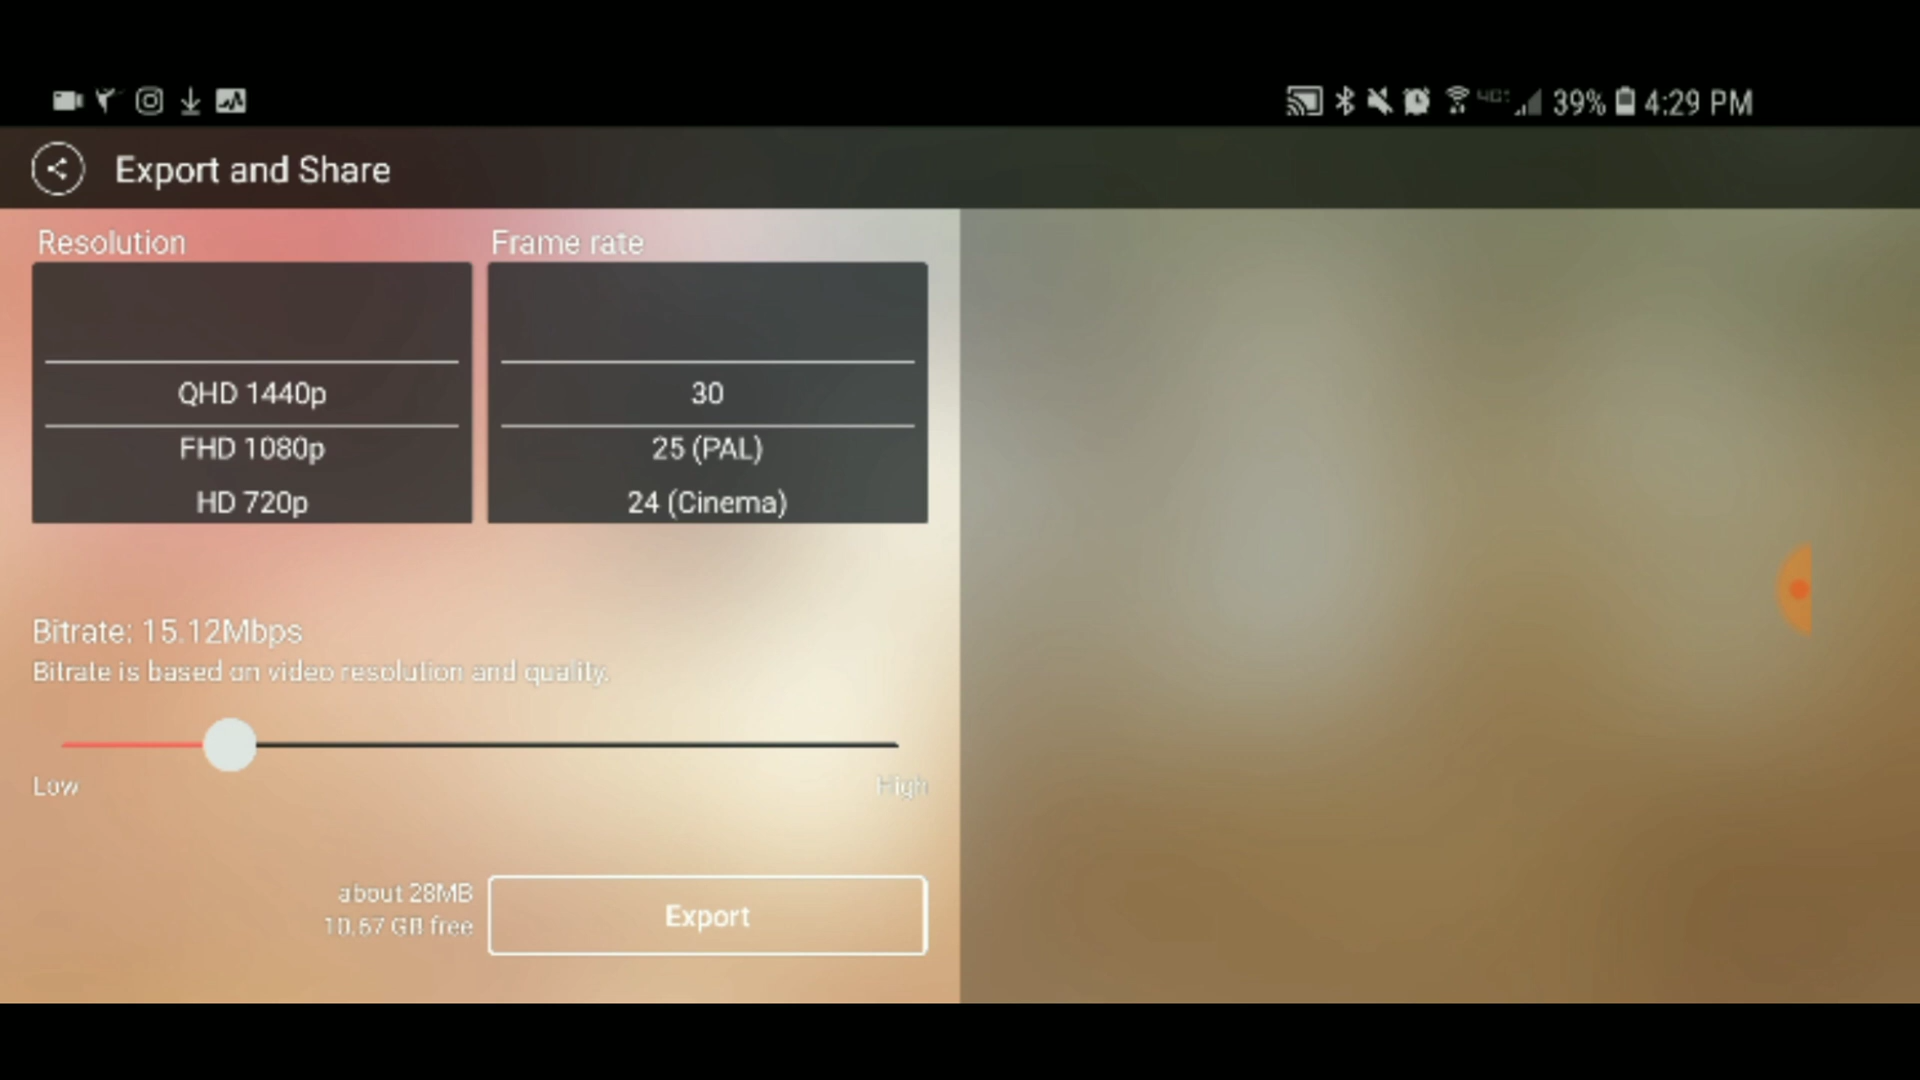 39% 4:29 PM
Export and Share
Resolution
Frame rate
QHD 1440p
30
FHD 1080p
25 (PAL)
HD 720p
24 (Cinema)
Bitrate: 15.12Mbps
Bitrate is based on video resolution and quality.
Low
High
about 28MB
10.67 GB free
Export